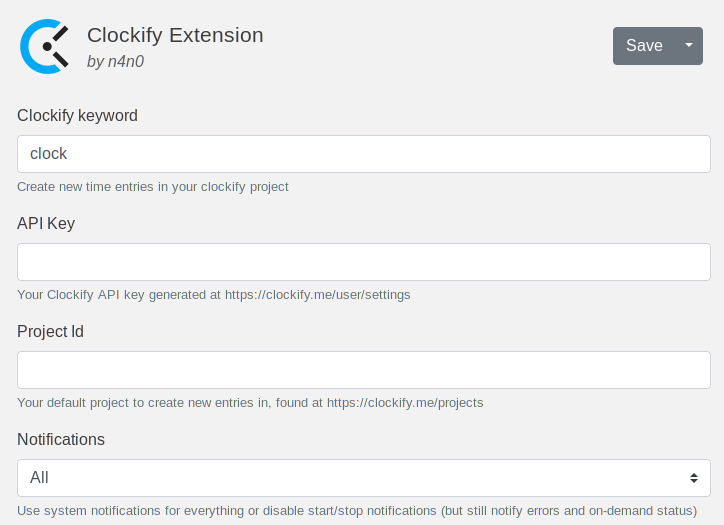 Clockify Extension
by n4n0
Save
Clockify keyword
clock
Create new time entries in your clockify project
API Key
Your Clockify API key generated at https://clockify.me/user/settings
Project Id
Your default project to create new entries in, found at https://clockify.me/projects
Notifications
All
Use system notifications for everything or disable start/stop notifications (but still notify errors and on-demand status)